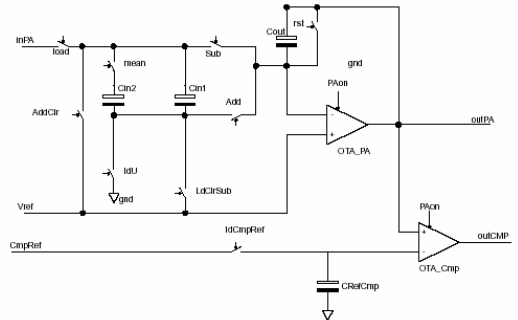 rst
Cout
inPA
load
Sub
mean
gnd
Cin2
Cin1
PAon
AddClr
Add
-
+
outPA
OTA_PA
ldU
LdClrSub
gnd
Vref
PAon
ldCmpRef
+
outCMP
CmpRef
-
OTA_Cmp
CRefCmp